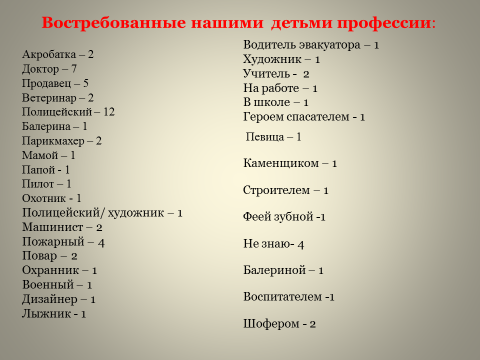 Востребованные нашими детьми профессии:
Акробатка – 2
Доктор – 7
Продавец – 5
Ветеринар – 2
Полицейский – 12
Балерина – 1
Парикмахер – 2
Мамой – 1
Папой - 1
Пилот – 1
Охотник - 1
Полицейский/ художник – 1
Машинист – 2
Пожарный – 4
Повар – 2
Охранник – 1
Военный – 1
Дизайнер – 1
Лыжник - 1
Водитель эвакуатора – 1
Художник – 1
Учитель - 2
На работе – 1
В школе – 1
Героем спасателем - 1
Певица – 1
Каменщиком – 1
Строителем – 1
Феей зубной -1
Не знаю- 4
Балериной – 1
Воспитателем -1
Шофером - 2